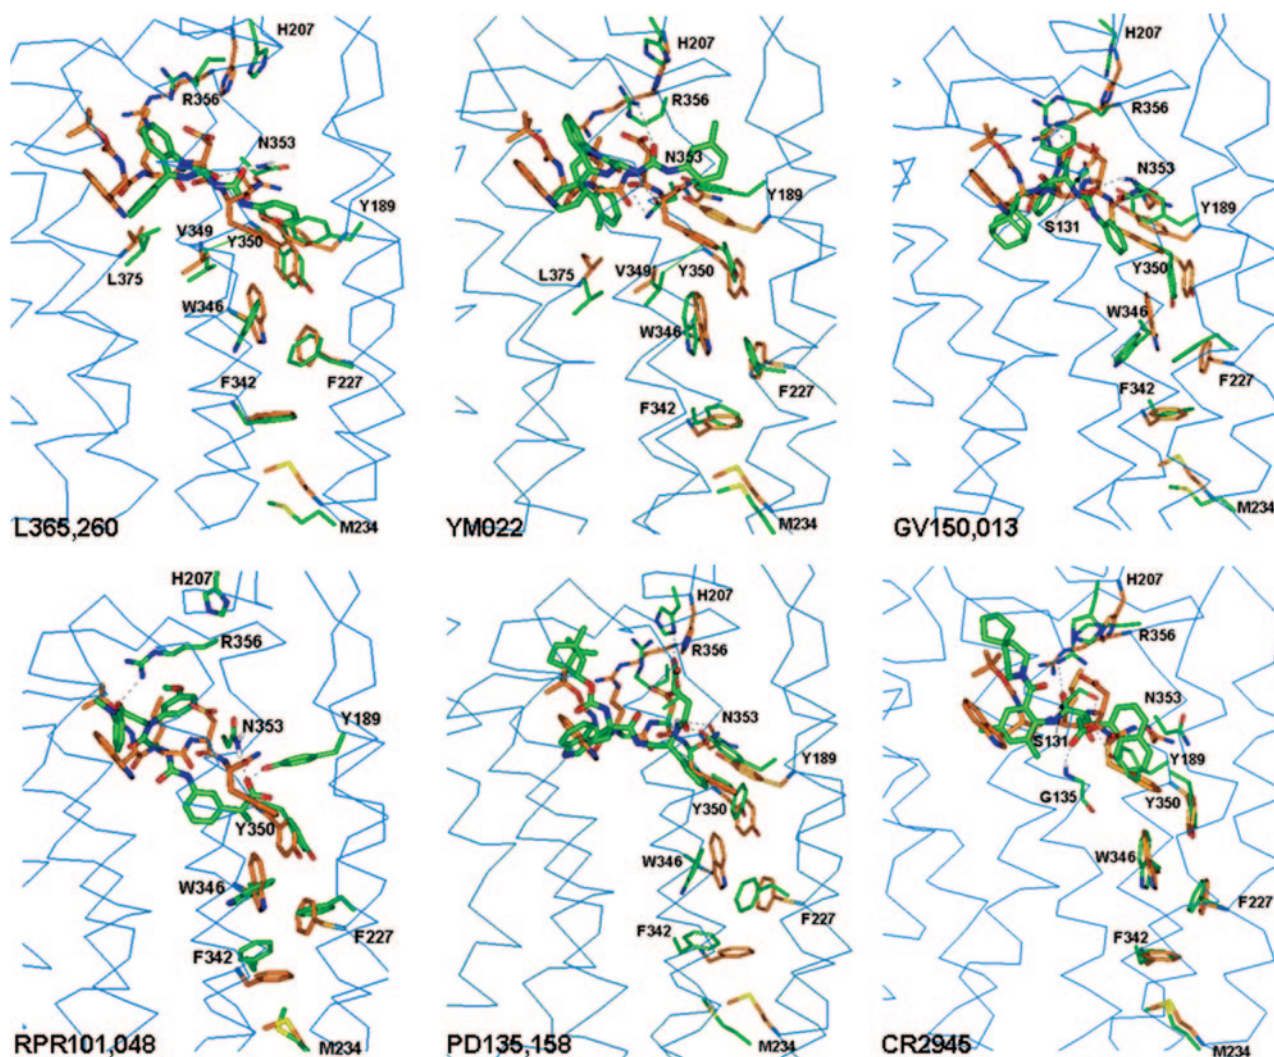 H207
R356
N353
Y189
V349
Y350
L375
W346
F342
F227
M234
L365,260
H207
R356
N353
Y189
L375
V349
Y350
W346
F227
F342
M234
YM022
H207
R356
N353
Y189
S131
Y350
W346
F342
F227
M234
GV150,013
H207
R356
N353
Y189
Y350
W346
F227
F342
M234
RPR101,048
H207
R356
N353
Y189
Y350
W346
F342
F227
M234
PD135,158
H207
R356
N353
S131
Y189
G135
Y350
W346
F227
F342
M234
CR2945